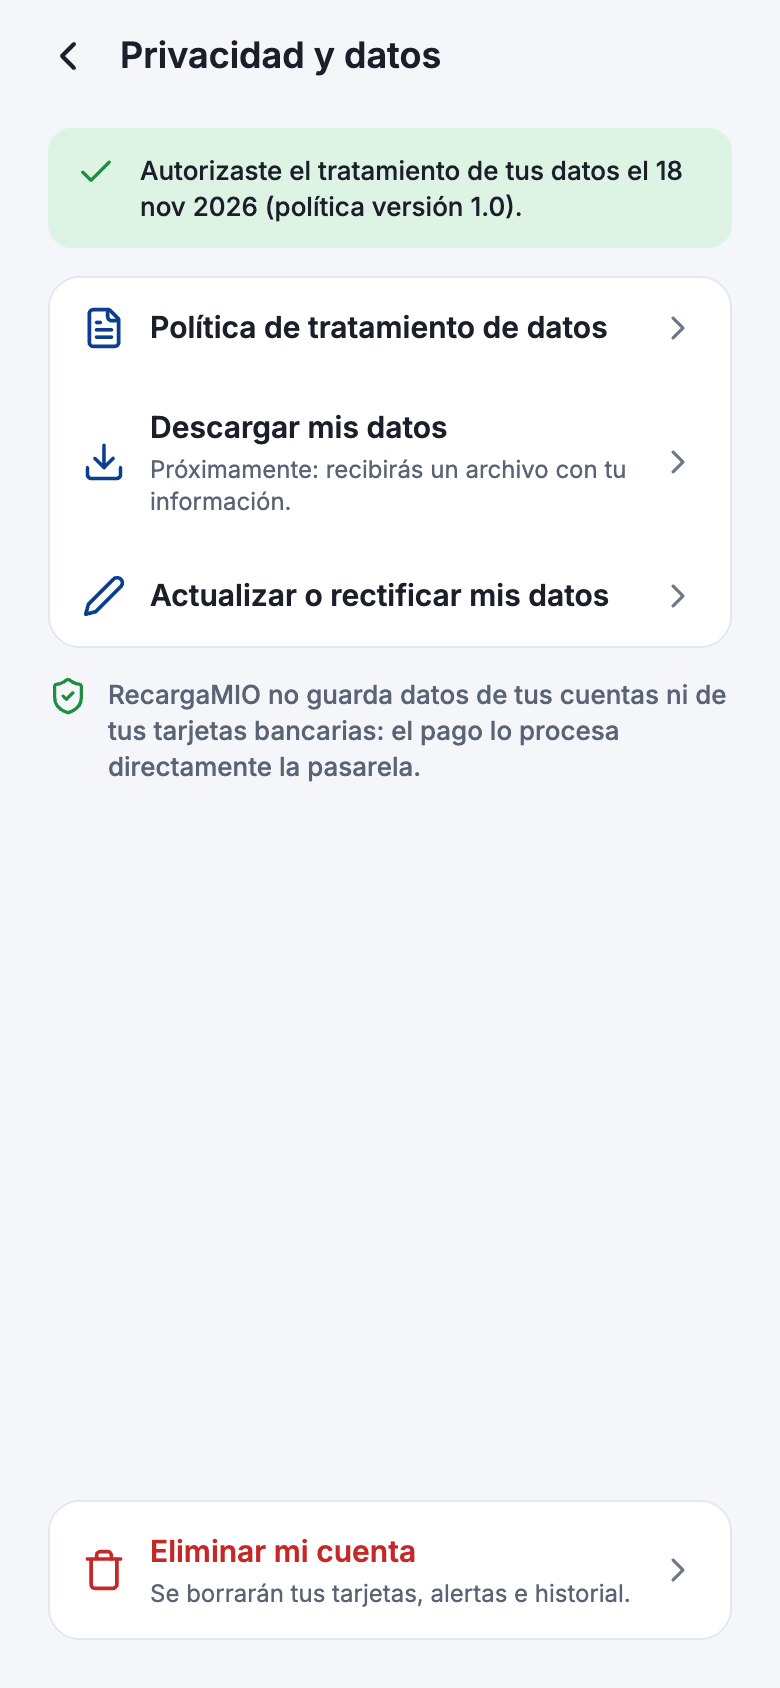 Privacidad y datos
Autorizaste el tratamiento de tus datos el 18
nov 2026 (política versión 1.0).
Política de tratamiento de datos
Descargar mis datos
Próximamente: recibirás un archivo con tu
información.
Actualizar o rectificar mis datos
RecargaMIO no guarda datos de tus cuentas ni de
tus tarjetas bancarias: el pago lo procesa
directamente la pasarela.
Eliminar mi cuenta
Se borrarán tus tarjetas, alertas e historial.